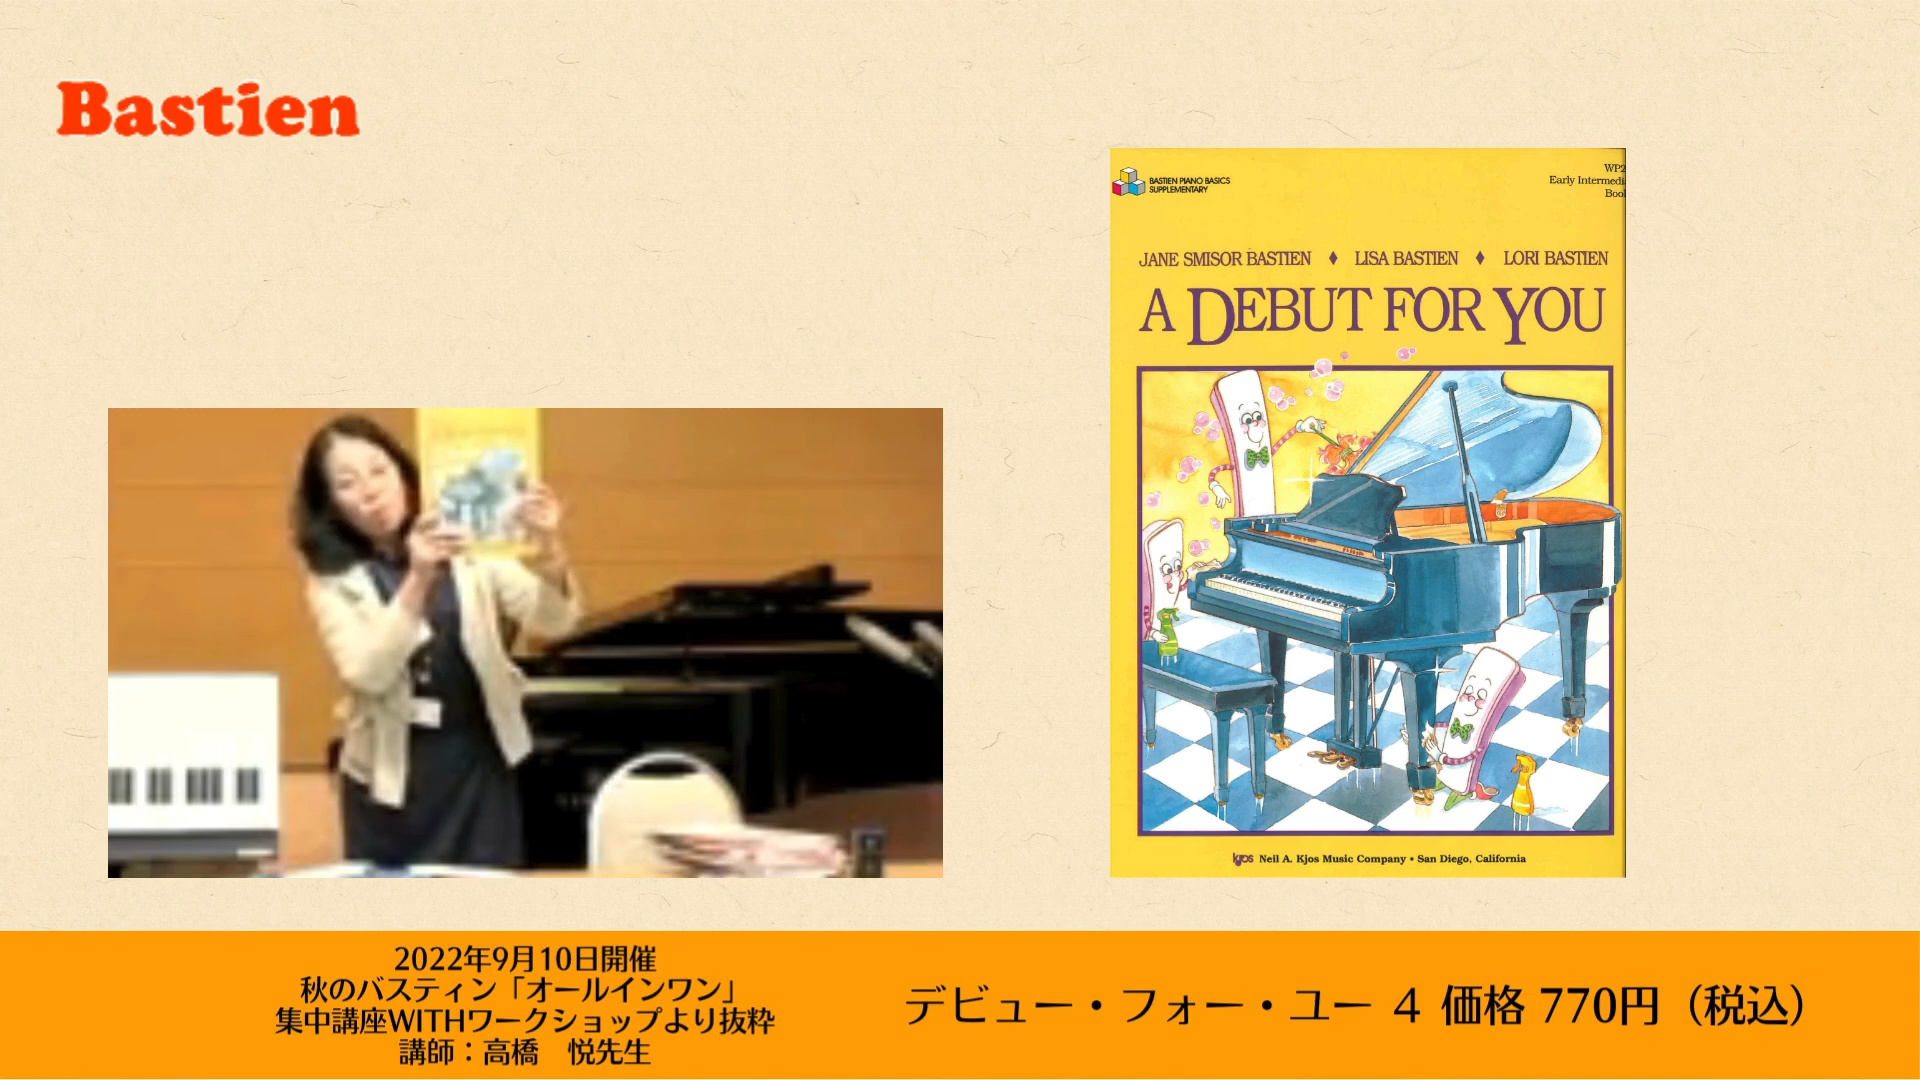 Bastien
BASTIEN PIANO BASICS
SUPPLEMENTARY
Early
JANE SMISOR BASTIEN ♦ LISA BASTIEN ♦ LORI BASTIEN
A DEBUT FOR YOU
kjos Neil A. Kjos Music Company • San Diego, California
2022年9月10日開催
秋のバスティン「オールインワン」
集中講座WITHワークショップより抜粋
講師：高橋　悦先生
デビュー・フォー・ユー 4 価格 770円（税込）